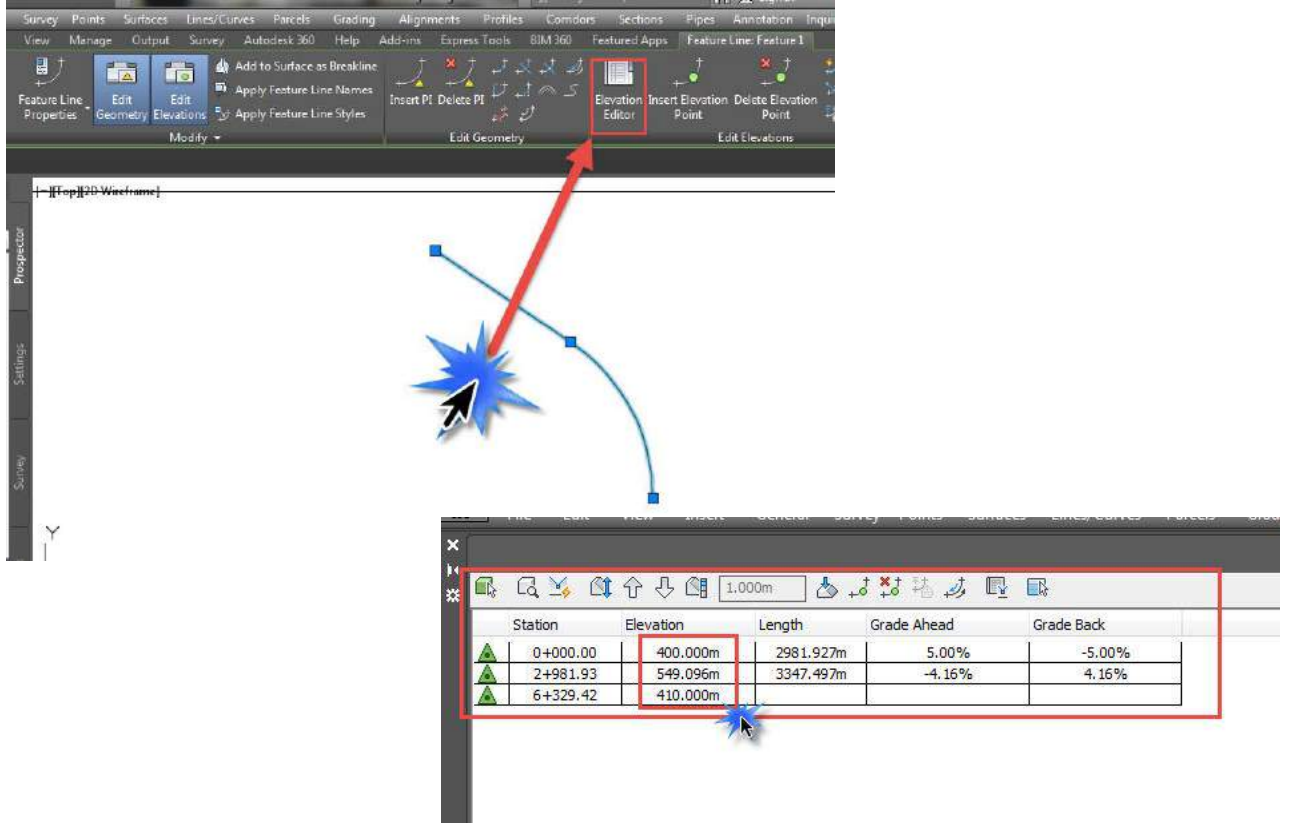 Survey Points Surfaces Lines/Curves Parcels Grading Alignments Profiles Corridors Sections Pipes Annotation
View Manage Output Survey Autodesk 360 Help Add-ins Express Tools BIM 360 Featured Apps Feature Line: Feature 1
Add to Surface as Breakline
Apply Feature Line Names
Apply Feature Line Styles
Feature Line Properties
Edit Geometry
Edit Elevations
Insert PI Delete PI
Elevation Editor
Insert Elevation Point
Delete Elevation Point
Modify
Edit Geometry
Edit Elevations
[-][Top][2D Wireframe]
Prospector
Settings
Survey
Y
1.000m
Station Elevation Length Grade Ahead Grade Back
0+000.00 400.000m 2981.927m 5.00% -5.00%
2+981.93 549.096m 3347.497m -4.16% 4.16%
6+329.42 410.000m